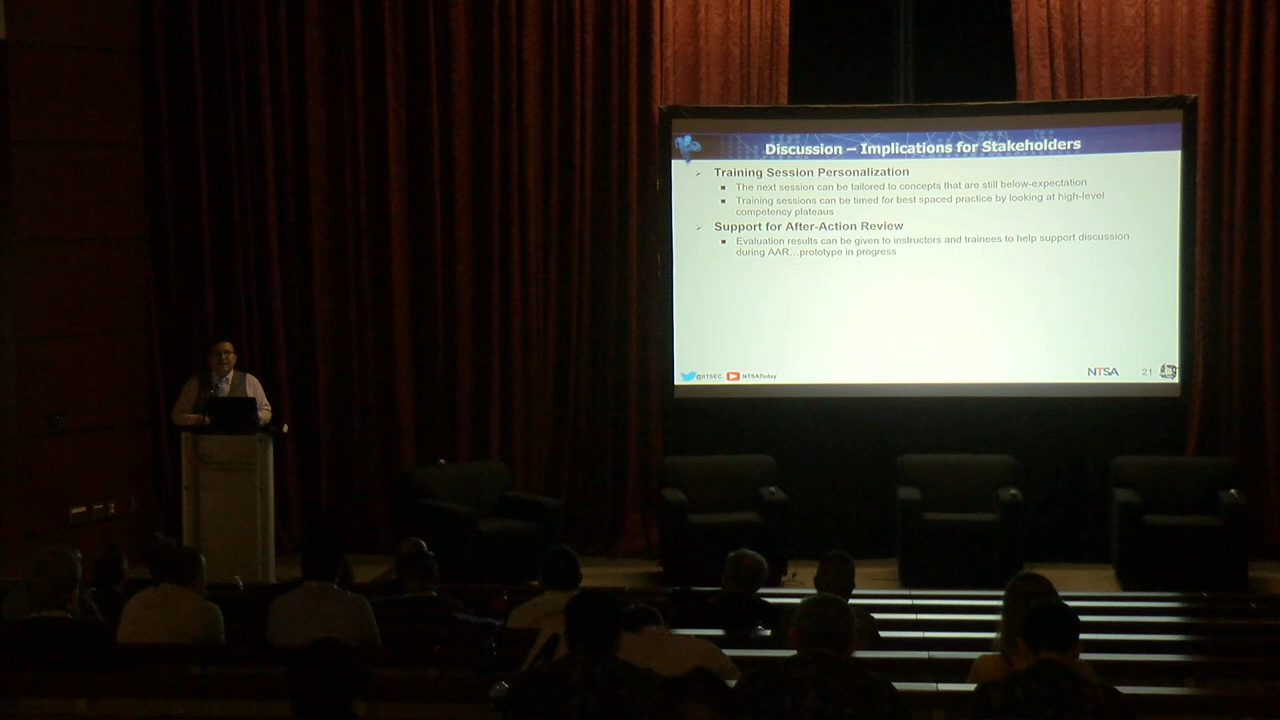 Discussion – Implications for Stakeholders
Training Session Personalization
The next session can be tailored to concepts that are still below-expectation
Training sessions can be timed for best spaced practice by looking at high-level
competency plateaus
Support for After-Action Review
Evaluation results can be given to instructors and trainees to help support discussion
during AAR...prototype in progress
@IITSEC NTSAToday
NTSA 21